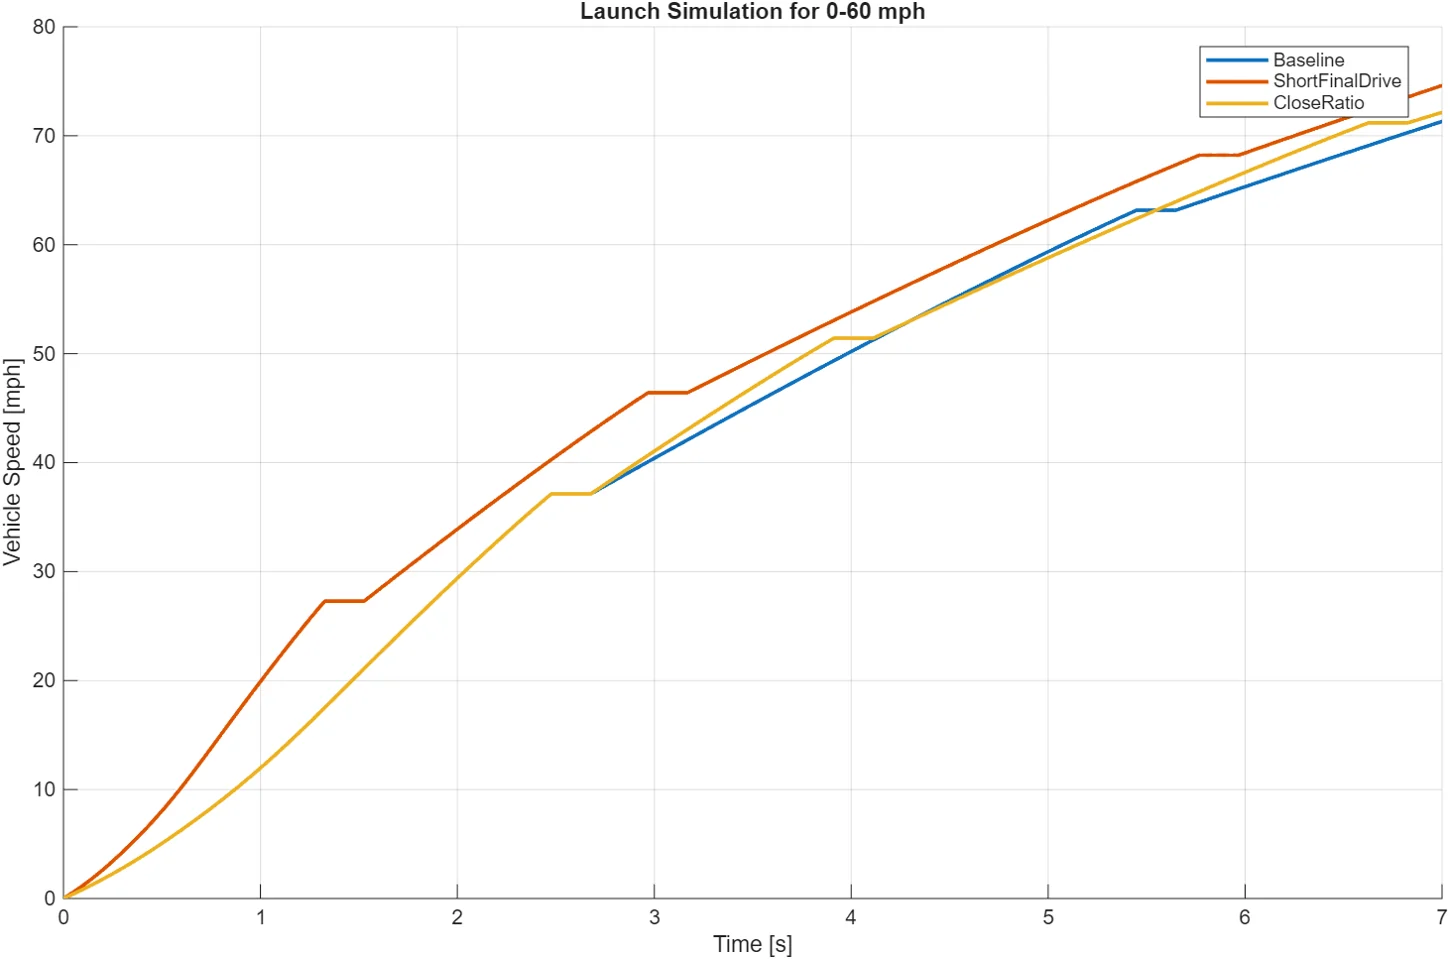 Launch Simulation for 0-60 mph
80
70
60
50
40
30
20
10
0
Vehicle Speed [mph]
Baseline
ShortFinalDrive
CloseRatio
0 1 2 3 4 5 6 7
Time [s]